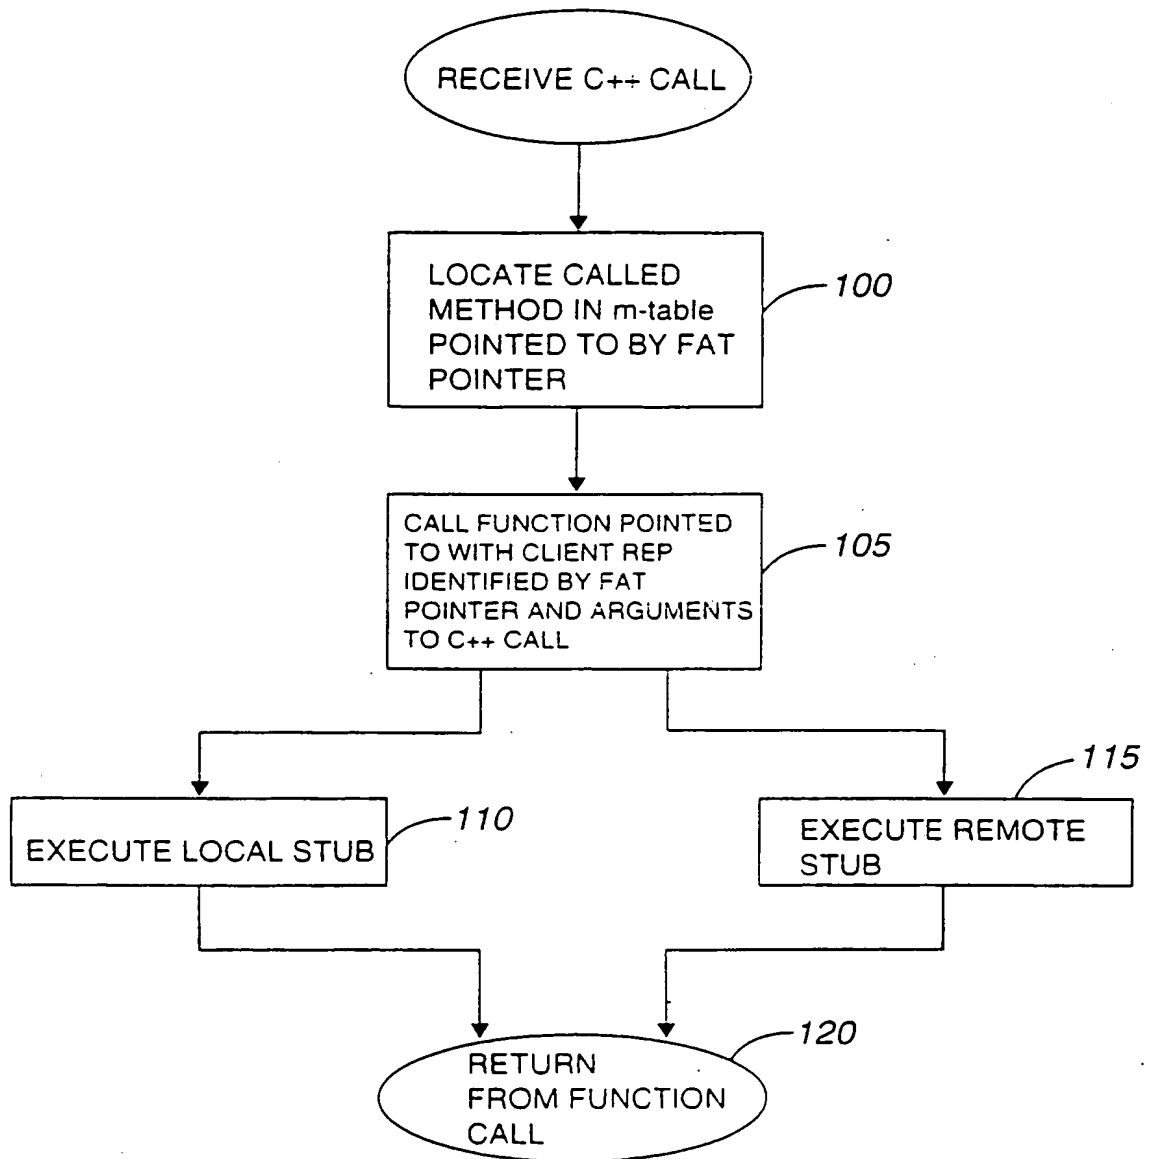 RECEIVE C++ CALL
LOCATE CALLED
METHOD IN m-table
POINTED TO BY FAT
POINTER
100
CALL FUNCTION POINTED
TO WITH CLIENT REP
IDENTIFIED BY FAT
POINTER AND ARGUMENTS
TO C++ CALL
105
EXECUTE LOCAL STUB
110
EXECUTE REMOTE
STUB
115
RETURN
FROM FUNCTION
CALL
120